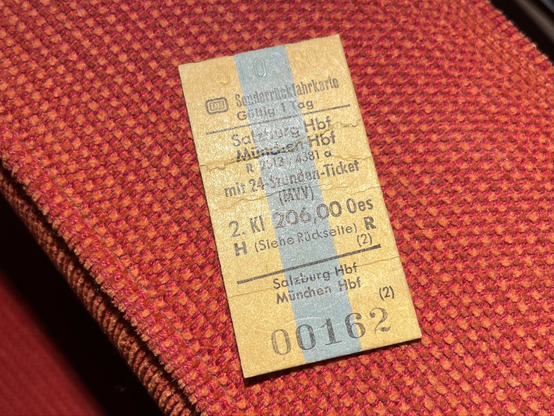 DB Sonderrückfahrkarte
Gültig 1 Tag
Salzburg Hbf
München Hbf
mit 24-Stunden-Ticket
(MVV)
2. Kl 206,00 Oes
H (Siehe Rückseite) R
(2)
Salzburg Hbf
München Hbf
(2)
00162